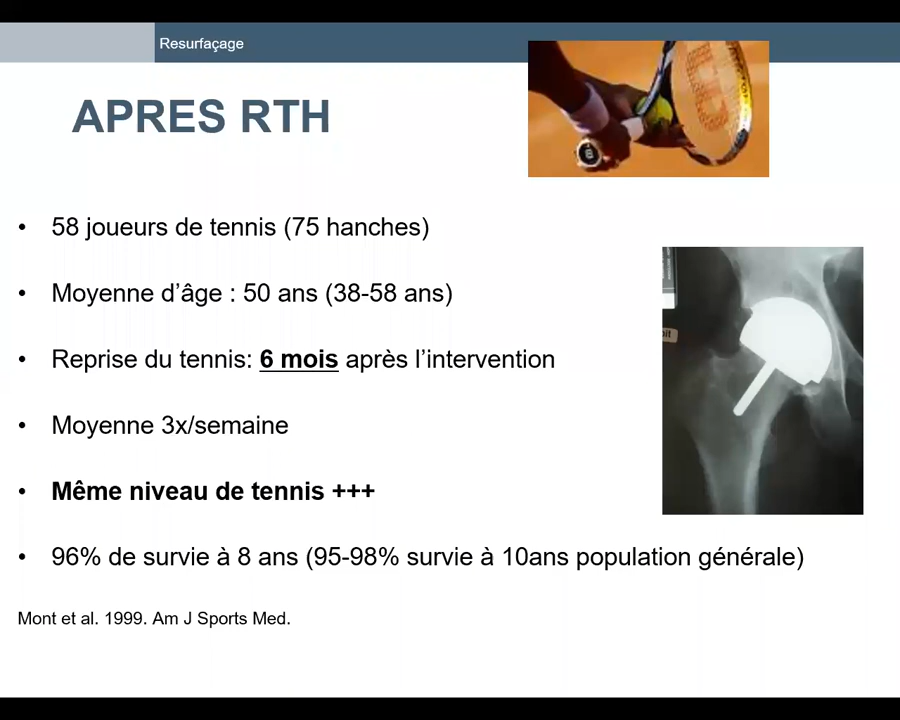 Resurfaçage
APRES RTH
• 58 joueurs de tennis (75 hanches)
• Moyenne d’âge : 50 ans (38-58 ans)
• Reprise du tennis: 6 mois après l’intervention
• Moyenne 3x/semaine
• Même niveau de tennis +++
• 96% de survie à 8 ans (95-98% survie à 10ans population générale)
Mont et al. 1999. Am J Sports Med.